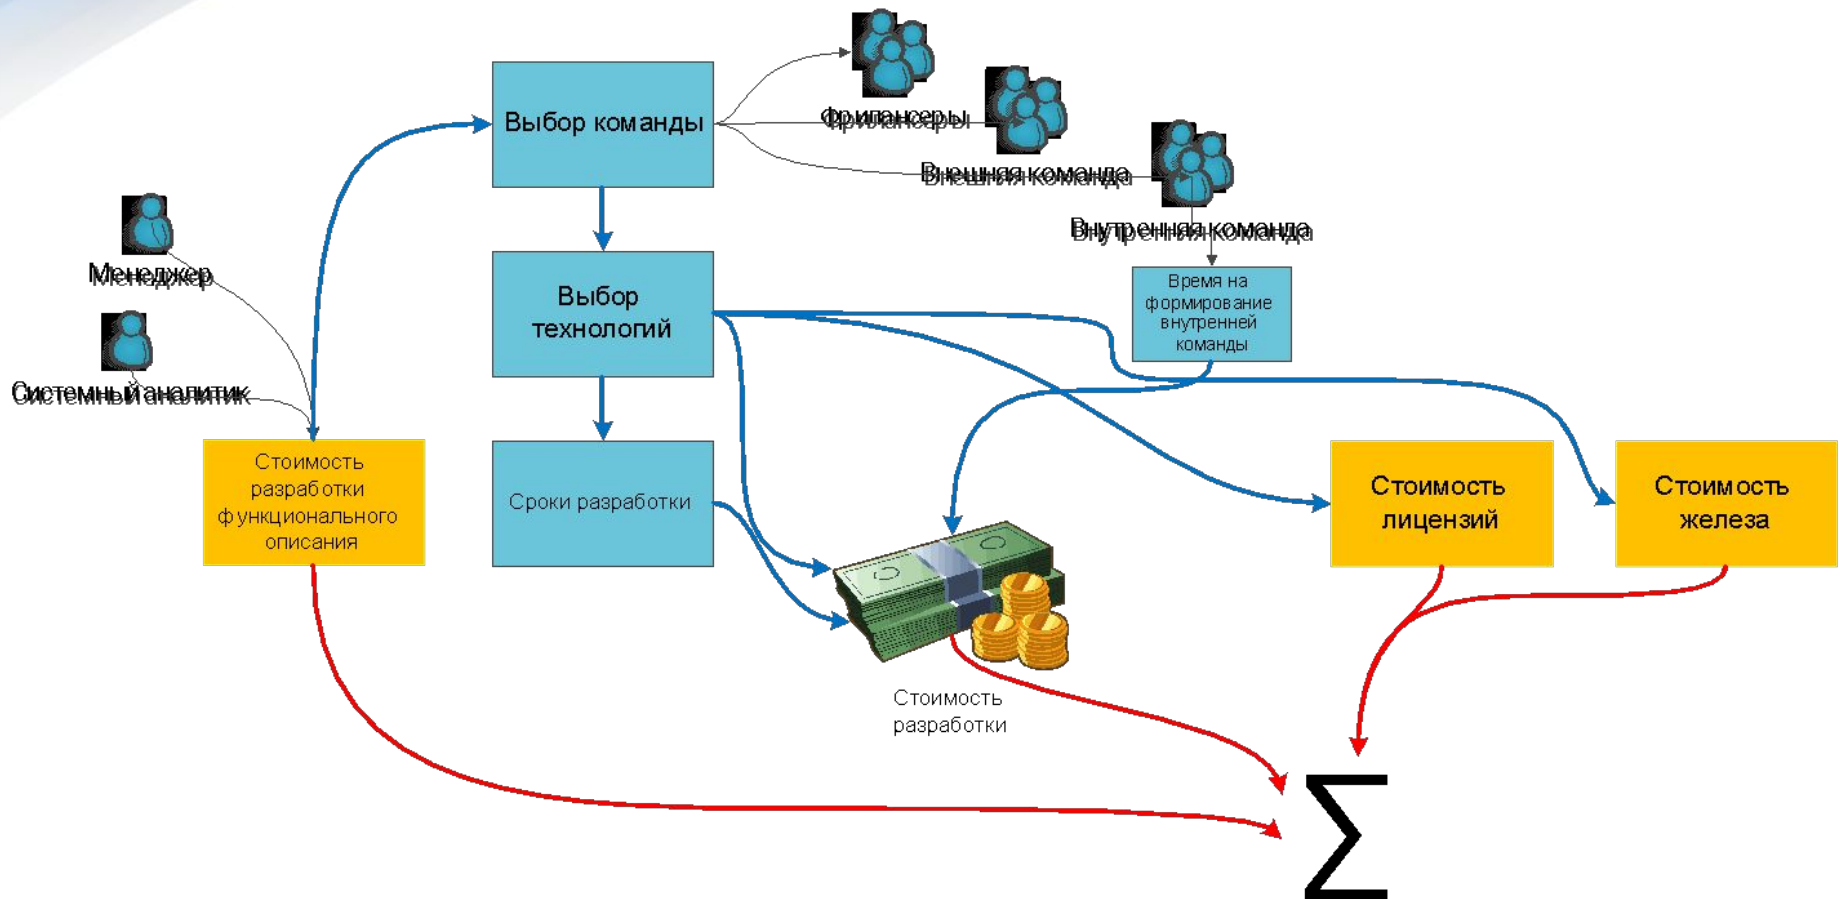 Фрилансеры
Выбор команды
Внешняя команда
Внутренняя команда
Менеджер
Выбор
технологий
Время на
формирование
внутренней
команды
Системный аналитик
Стоимость
разработки
функционального
описания
Сроки разработки
Стоимость
лицензий
Стоимость
железа
Стоимость
разработки
Σ